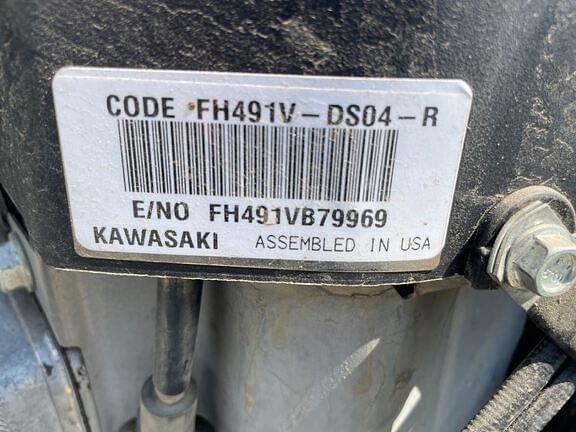 CODE FH491V-DS04-R
E/NO FH491VB79969
KAWASAKI ASSEMBLED IN USA